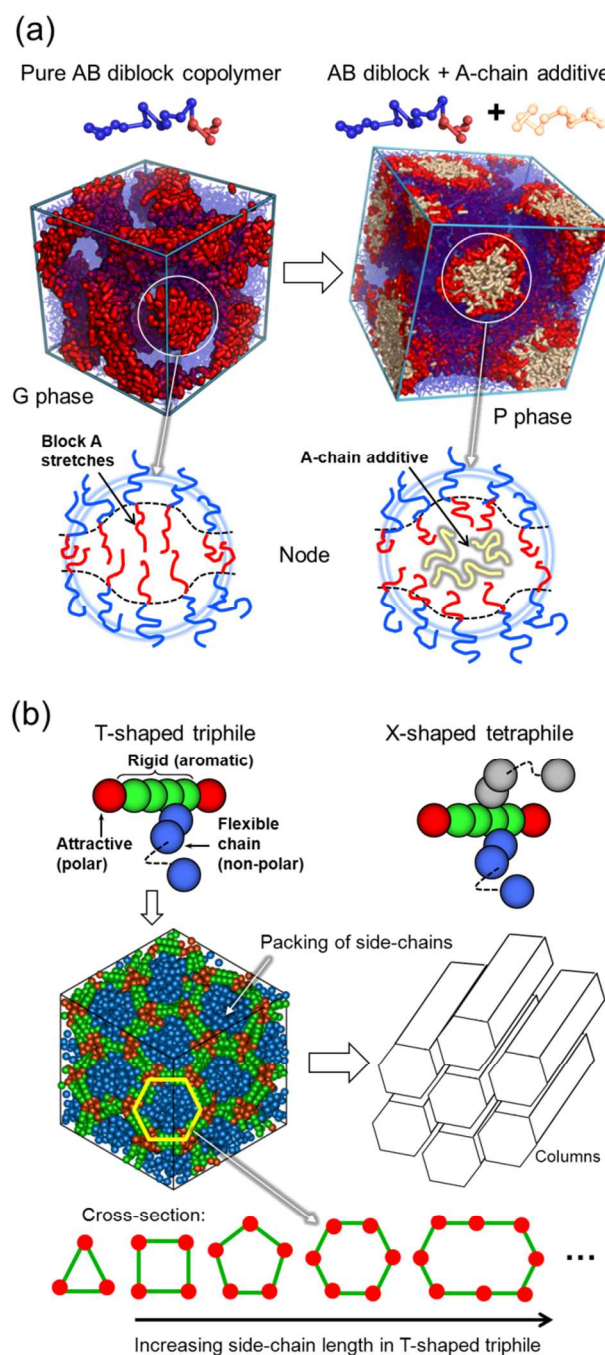 (a)
Pure AB diblock copolymer
AB diblock + A-chain additive
+
G phase
P phase
Block A
stretches
A-chain additive
Node
(b)
T-shaped triphile
X-shaped tetraphile
Rigid (aromatic)
Attractive
(polar)
Flexible
chain
(non-polar)
Packing of side-chains
Columns
Cross-section:
...
Increasing side-chain length in T-shaped triphile